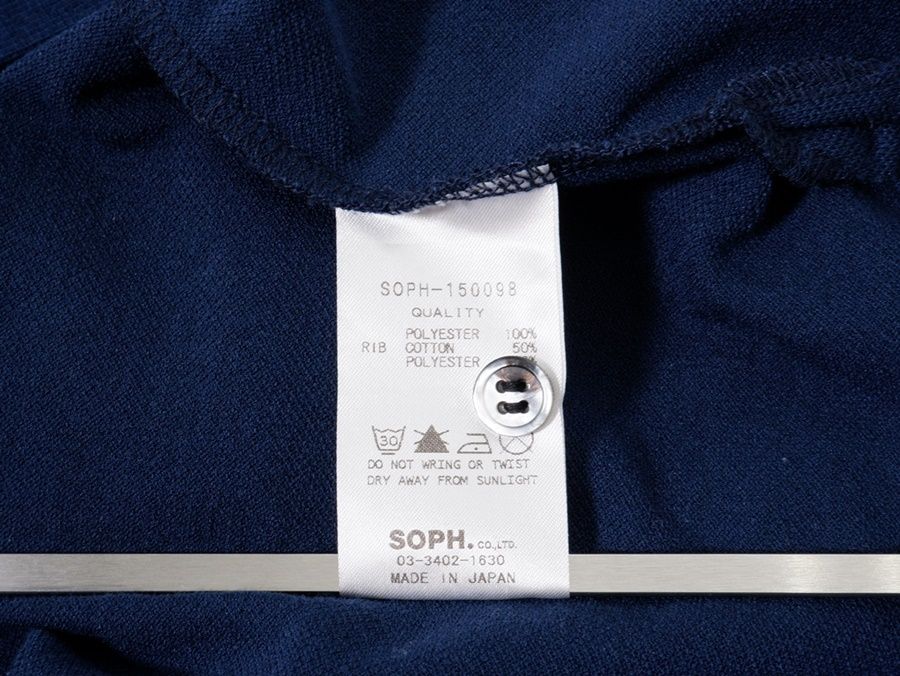 SOPH-150098
QUALITY
POLYESTER 100%
RIB COTTON 50%
POLYESTER
30
DO NOT WRING OR TWIST
DRY AWAY FROM SUNLIGHT
SOPH. CO.,LTD.
03-3402-1630
MADE IN JAPAN